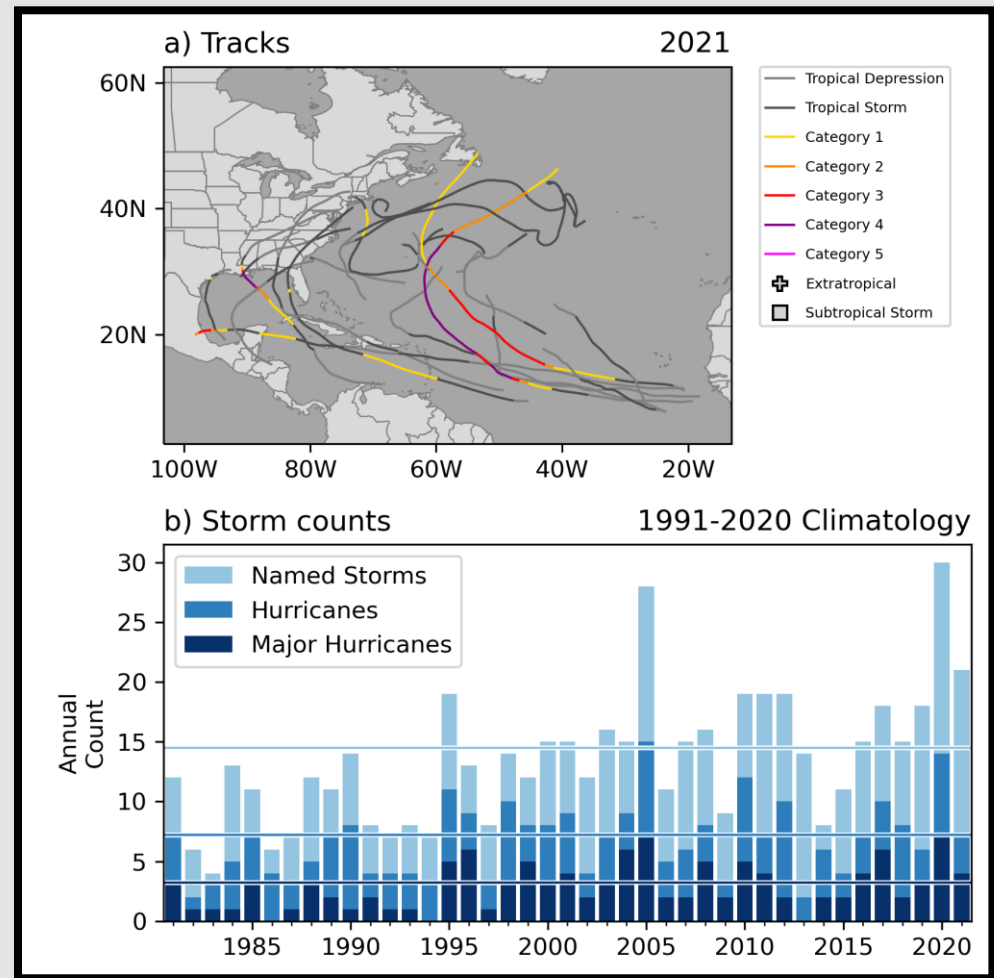 a) Tracks 2021
60N
40N
20N
100W 80W 60W 40W 20W
Tropical Depression
Tropical Storm
Category 1
Category 2
Category 3
Category 4
Category 5
Extratropical
Subtropical Storm
b) Storm counts 1991-2020 Climatology
Annual
Count
30
25
20
15
10
5
0
Named Storms
Hurricanes
Major Hurricanes
1985 1990 1995 2000 2005 2010 2015 2020